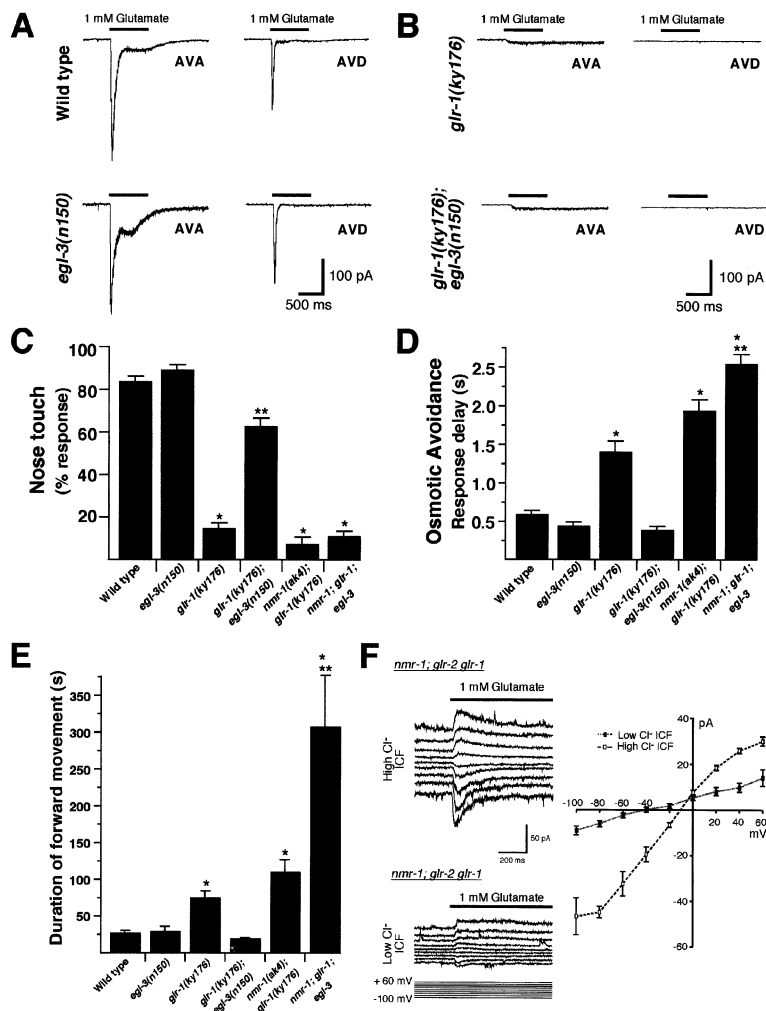 A
1 mM Glutamate
1 mM Glutamate
Wild type
AVA
AVD
egl-3(n150)
AVA
AVD
100 pA
500 ms
B
1 mM Glutamate
1 mM Glutamate
glr-1(ky176)
AVA
AVD
glr-1(ky176);
egl-3(n150)
AVA
AVD
100 pA
500 ms
C
Nose touch
(% response)
100
80
60
40
20
*
**
*
*
Wild type
egl-3(n150)
glr-1(ky176)
glr-1(ky176);
egl-3(n150)
nmr-1(ak4);
glr-1(ky176)
nmr-1; glr-1;
egl-3
D
Osmotic Avoidance
Response delay (s)
2.5
2.0
1.5
1.0
0.5
*
*
*
**
Wild type
egl-3(n150)
glr-1(ky176)
glr-1(ky176);
egl-3(n150)
nmr-1(ak4);
glr-1(ky176)
nmr-1; glr-1;
egl-3
E
Duration of forward movement (s)
375
350
300
250
200
150
100
50
*
*
*
**
Wild type
egl-3(n150)
glr-1(ky176)
glr-1(ky176);
egl-3(n150)
nmr-1(ak4);
glr-1(ky176)
nmr-1; glr-1;
egl-3
F
nmr-1; glr-2 glr-1
1 mM Glutamate
High Cl-
ICF
50 pA
200 ms
nmr-1; glr-2 glr-1
1 mM Glutamate
Low Cl-
ICF
+ 60 mV
-100 mV
pA
Low Cl- ICF
High Cl- ICF
40
20
-100 -80 -60 -40 -20 0 20 40 60
mV
-20
-40
-60